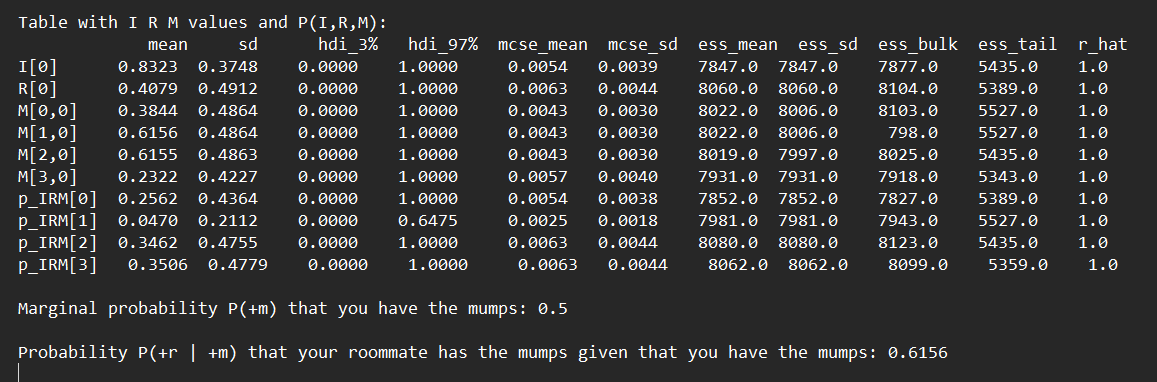 Table with I R M values and P(I,R,M):
mean sd hdi_3% hdi_97% mcse_mean mcse_sd ess_mean ess_sd ess_bulk ess_tail r_hat
I[0] 0.8323 0.3748 0.0000 1.0000 0.0054 0.0039 7847.0 7847.0 7877.0 5435.0 1.0
R[0] 0.4079 0.4912 0.0000 1.0000 0.0063 0.0044 8060.0 8060.0 8104.0 5389.0 1.0
M[0,0] 0.3844 0.4864 0.0000 1.0000 0.0043 0.0030 8022.0 8006.0 8103.0 5527.0 1.0
M[1,0] 0.6156 0.4864 0.0000 1.0000 0.0043 0.0030 8022.0 8006.0 798.0 5527.0 1.0
M[2,0] 0.6155 0.4863 0.0000 1.0000 0.0043 0.0030 8019.0 7997.0 8025.0 5435.0 1.0
M[3,0] 0.2322 0.4227 0.0000 1.0000 0.0057 0.0040 7931.0 7931.0 7918.0 5343.0 1.0
p_IRM[0] 0.2562 0.4364 0.0000 1.0000 0.0054 0.0038 7852.0 7852.0 7827.0 5389.0 1.0
p_IRM[1] 0.0470 0.2112 0.0000 0.6475 0.0025 0.0018 7981.0 7981.0 7943.0 5527.0 1.0
p_IRM[2] 0.3462 0.4755 0.0000 1.0000 0.0063 0.0044 8080.0 8080.0 8123.0 5435.0 1.0
p_IRM[3] 0.3506 0.4779 0.0000 1.0000 0.0063 0.0044 8062.0 8062.0 8099.0 5359.0 1.0
Marginal probability P(+m) that you have the mumps: 0.5
Probability P(+r | +m) that your roommate has the mumps given that you have the mumps: 0.6156